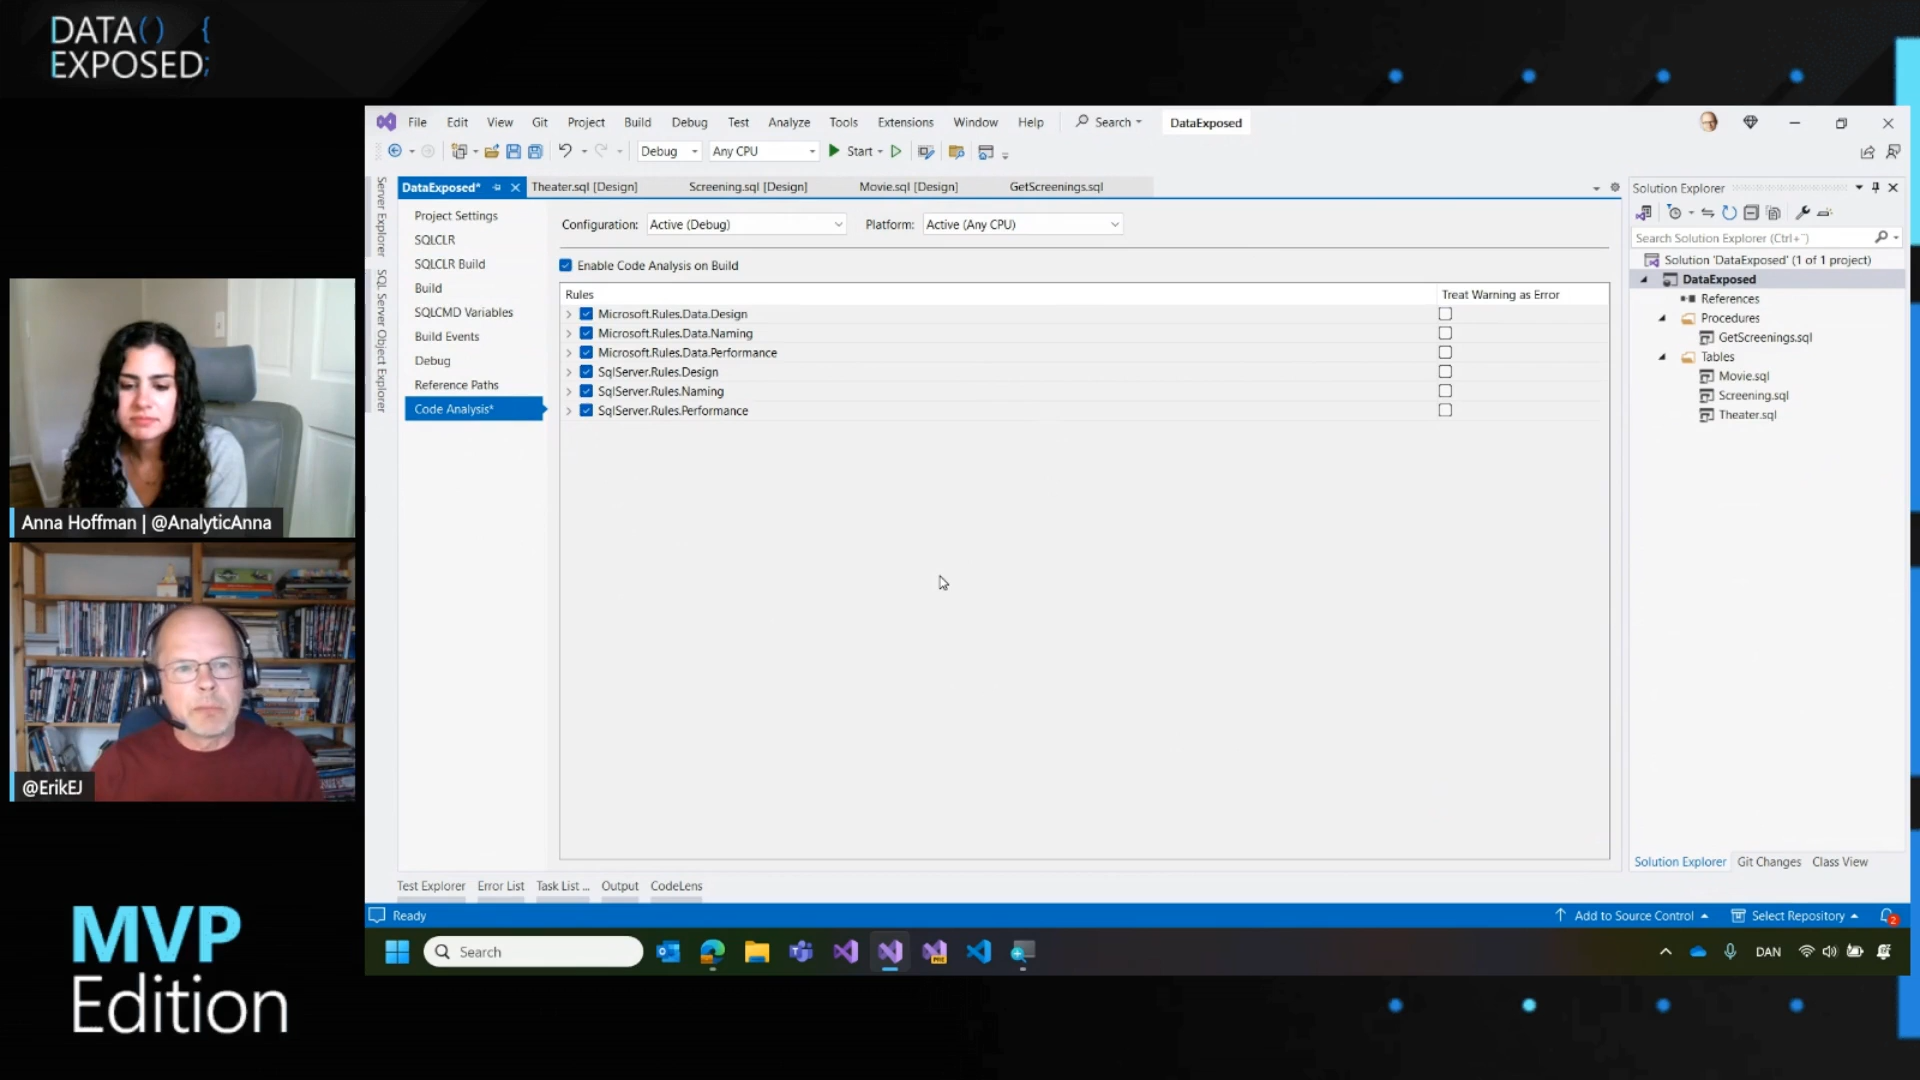 DATA() {
EXPOSED;
File Edit View Git Project Build Debug Test Analyze Tools Extensions Window Help Search DataExposed
Debug Any CPU Start
DataExposed* Theater.sql [Design] Screening.sql [Design] Movie.sql [Design] GetScreenings.sql
Server Explorer
SQL Server Object Explorer
Project Settings
SQLCLR
SQLCLR Build
Build
SQLCMD Variables
Build Events
Debug
Reference Paths
Code Analysis*
Configuration: Active (Debug) Platform: Active (Any CPU)
Enable Code Analysis on Build
Rules Treat Warning as Error
Microsoft.Rules.Data.Design
Microsoft.Rules.Data.Naming
Microsoft.Rules.Data.Performance
SqlServer.Rules.Design
SqlServer.Rules.Naming
SqlServer.Rules.Performance
Solution Explorer
Search Solution Explorer (Ctrl+¨)
Solution 'DataExposed' (1 of 1 project)
DataExposed
References
Procedures
GetScreenings.sql
Tables
Movie.sql
Screening.sql
Theater.sql
Solution Explorer Git Changes Class View
Test Explorer Error List Task List ... Output CodeLens
Ready Add to Source Control Select Repository 2
Search PRE DAN
Anna Hoffman | @AnalyticAnna
@ErikEJ
MVP
Edition